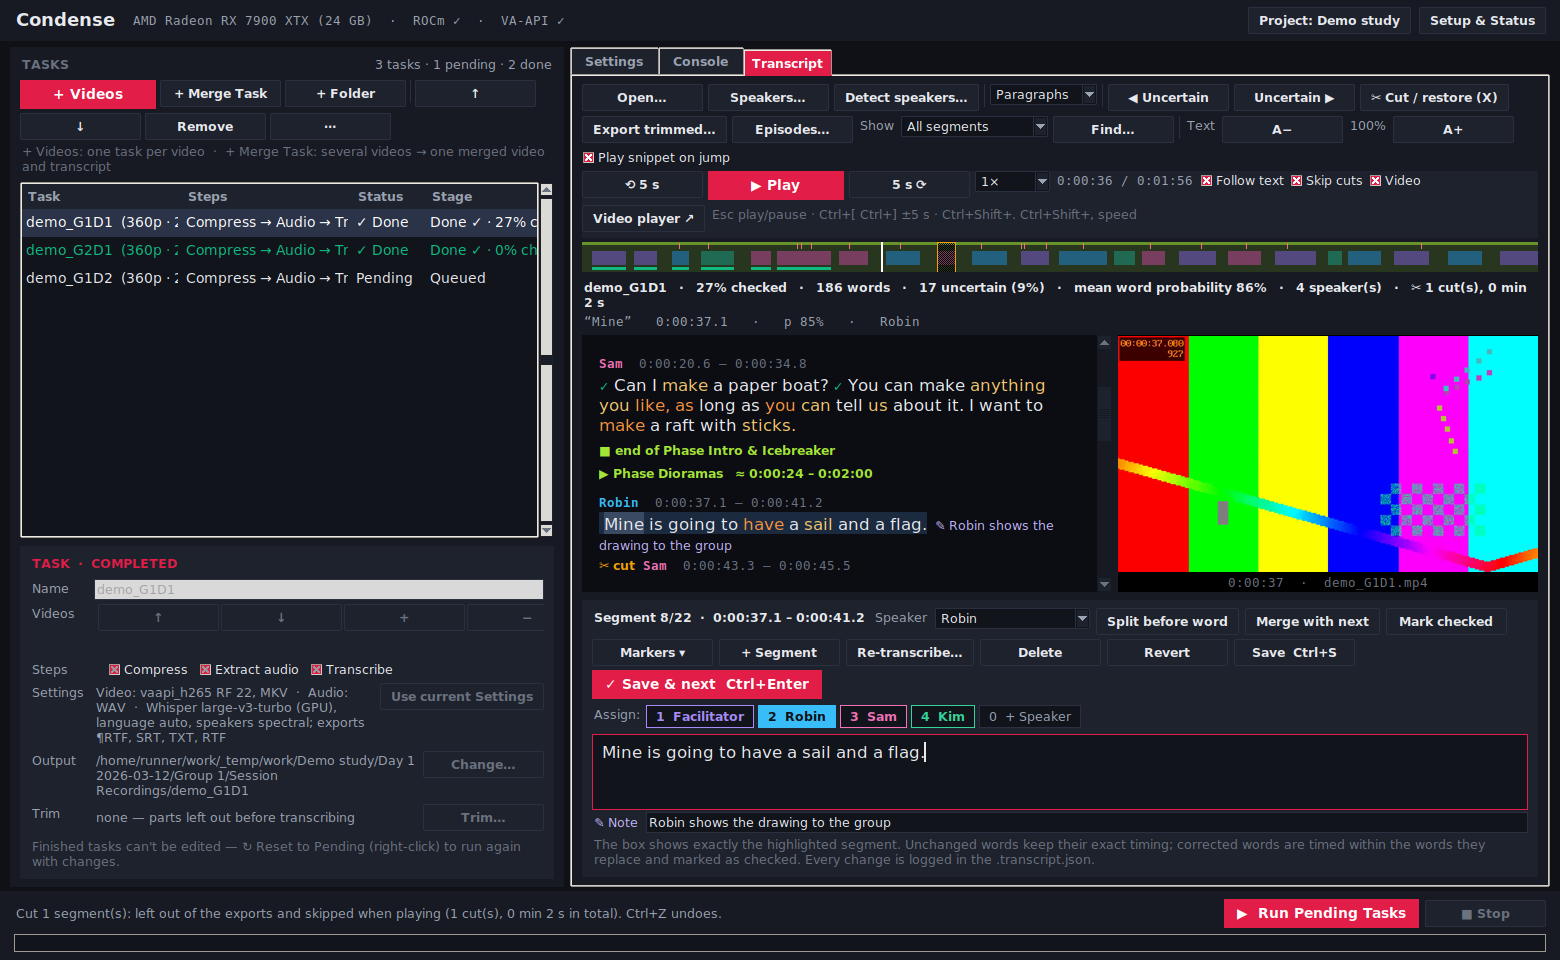 Condense AMD Radeon RX 7900 XTX (24 GB) · ROCm ✓ · VA-API ✓
Project: Demo study
Setup & Status
TASKS
3 tasks · 1 pending · 2 done
+ Videos
+ Merge Task
+ Folder
↑
↓
Remove
⋯
+ Videos: one task per video · + Merge Task: several videos → one merged video
and transcript
Task Steps Status Stage
demo_G1D1 (360p · 2 Compress → Audio → Tr ✓ Done Done ✓ · 27% c
demo_G2D1 (360p · 2 Compress → Audio → Tr ✓ Done Done ✓ · 0% ch
demo_G1D2 (360p · 2 Compress → Audio → Tr Pending Queued
TASK · COMPLETED
Name demo_G1D1
Videos ↑ ↓ + −
Steps Compress Extract audio Transcribe
Settings Video: vaapi_h265 RF 22, MKV · Audio:
WAV · Whisper large-v3-turbo (GPU),
language auto, speakers spectral; exports
¶RTF, SRT, TXT, RTF
Use current Settings
Output /home/runner/work/_temp/work/Demo study/Day 1
2026-03-12/Group 1/Session
Recordings/demo_G1D1
Change…
Trim none — parts left out before transcribing
Trim…
Finished tasks can't be edited — ↻ Reset to Pending (right-click) to run again
with changes.
Settings Console Transcript
Open… Speakers… Detect speakers… Paragraphs ◀ Uncertain Uncertain ▶ ✂ Cut / restore (X)
Export trimmed… Episodes… Show All segments Find… Text A− 100% A+
Play snippet on jump
⟲ 5 s ▶ Play 5 s ⟳ 1× 0:00:36 / 0:01:56 Follow text Skip cuts Video
Video player ↗ Esc play/pause · Ctrl+[ Ctrl+] ±5 s · Ctrl+Shift+. Ctrl+Shift+, speed
demo_G1D1 · 27% checked · 186 words · 17 uncertain (9%) · mean word probability 86% · 4 speaker(s) · ✂ 1 cut(s), 0 min
2 s
“Mine” 0:00:37.1 · p 85% · Robin
Sam 0:00:20.6 — 0:00:34.8
✓ Can I make a paper boat? ✓ You can make anything
you like, as long as you can tell us about it. I want to
make a raft with sticks.
■ end of Phase Intro & Icebreaker
▶ Phase Dioramas ≈ 0:00:24 – 0:02:00
Robin 0:00:37.1 — 0:00:41.2
Mine is going to have a sail and a flag. ✎ Robin shows the
drawing to the group
✂ cut Sam 0:00:43.3 — 0:00:45.5
00:00:37.080
927
0:00:37 · demo_G1D1.mp4
Segment 8/22 · 0:00:37.1 – 0:00:41.2 Speaker Robin Split before word Merge with next Mark checked
Markers ▾ + Segment Re-transcribe… Delete Revert Save Ctrl+S
✓ Save & next Ctrl+Enter
Assign: 1 Facilitator 2 Robin 3 Sam 4 Kim 0 + Speaker
Mine is going to have a sail and a flag.
✎ Note Robin shows the drawing to the group
The box shows exactly the highlighted segment. Unchanged words keep their exact timing; corrected words are timed within the words they
replace and marked as checked. Every change is logged in the .transcript.json.
Cut 1 segment(s): left out of the exports and skipped when playing (1 cut(s), 0 min 2 s in total). Ctrl+Z undoes.
▶ Run Pending Tasks
■ Stop